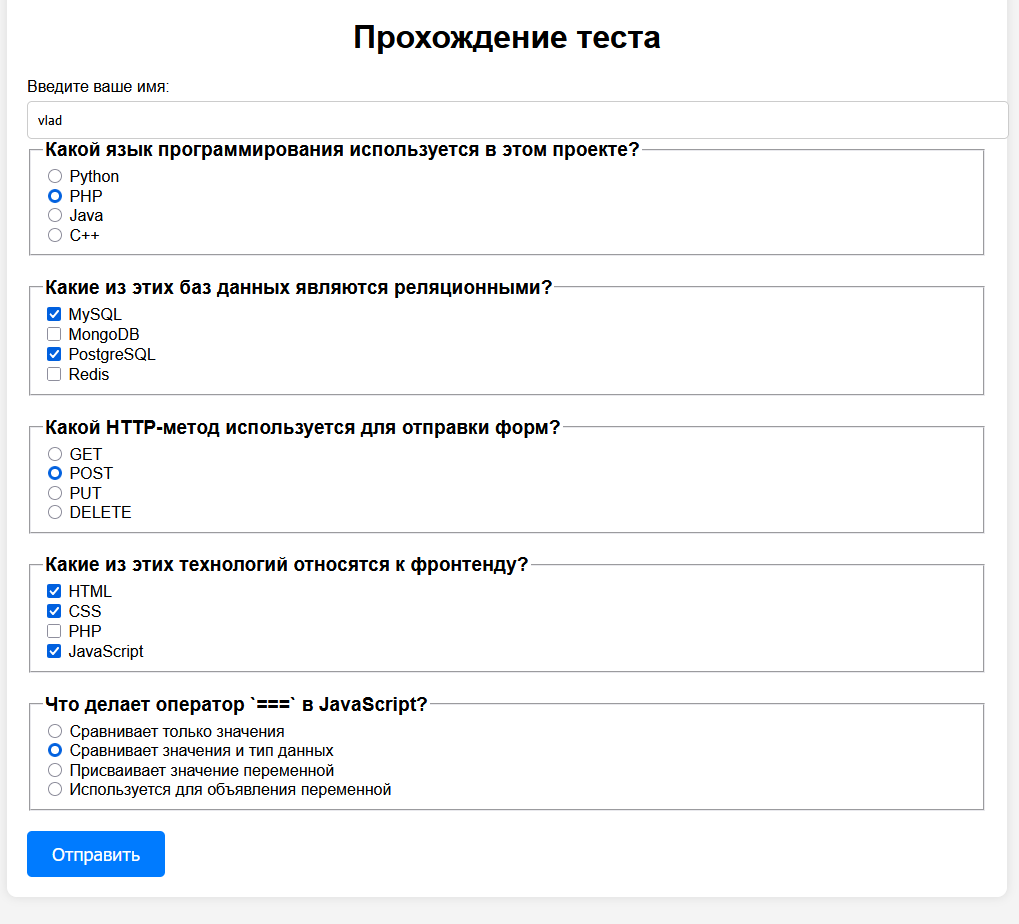 Прохождение теста
Введите ваше имя:
vlad
Какой язык программирования используется в этом проекте?
Python
PHP
Java
C++
Какие из этих баз данных являются реляционными?
MySQL
MongoDB
PostgreSQL
Redis
Какой HTTP-метод используется для отправки форм?
GET
POST
PUT
DELETE
Какие из этих технологий относятся к фронтенду?
HTML
CSS
PHP
JavaScript
Что делает оператор `===` в JavaScript?
Сравнивает только значения
Сравнивает значения и тип данных
Присваивает значение переменной
Используется для объявления переменной
Отправить